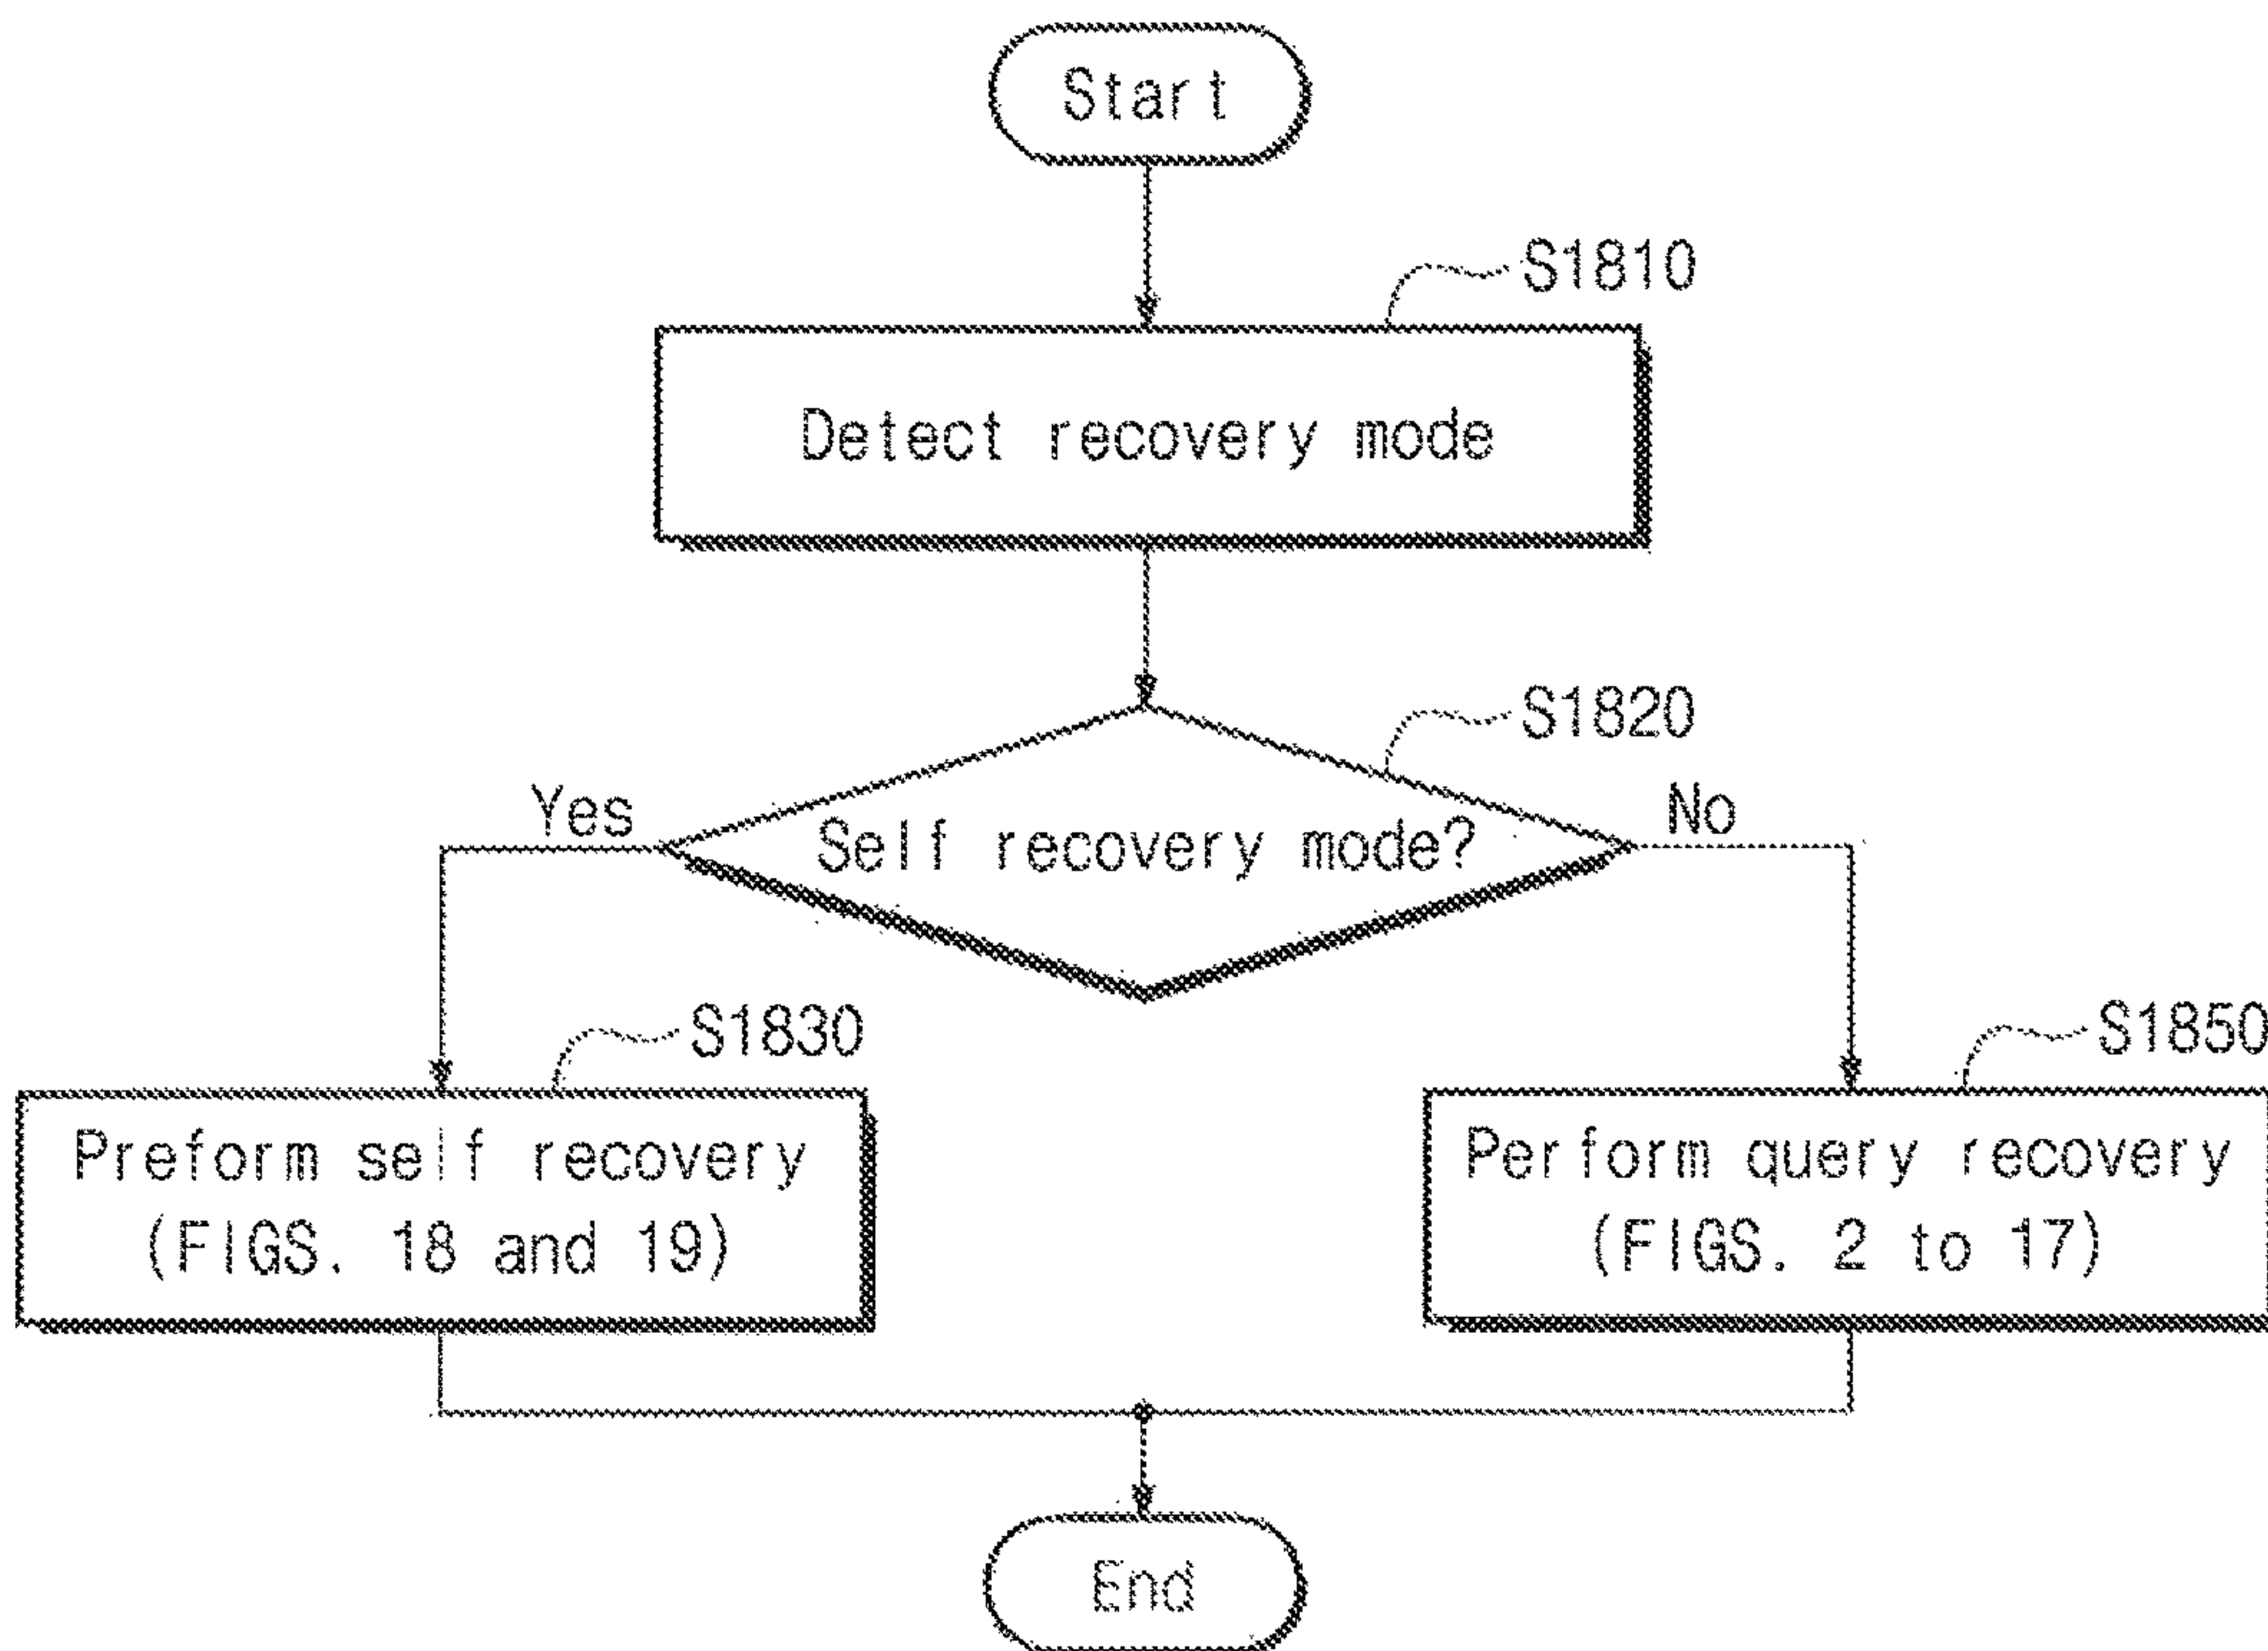 Start
S1810
Detect recovery mode
S1820
Yes
Self recovery mode?
No
S1830
Preform self recovery
(FIGS. 18 and 19)
S1850
Perform query recovery
(FIGS. 2 to 17)
End